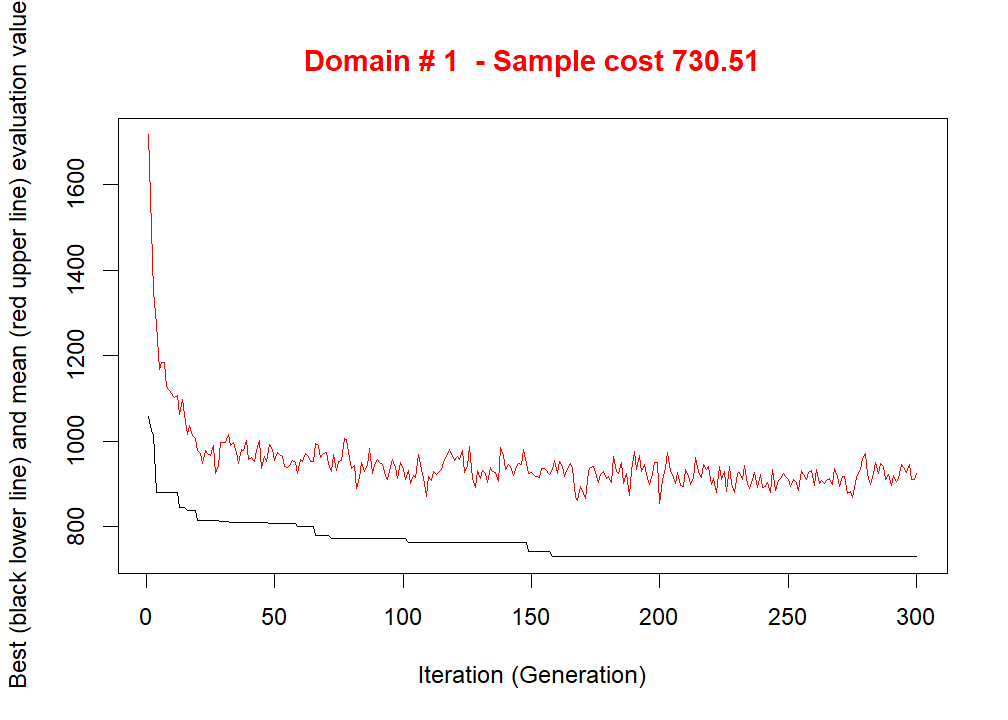 Domain # 1  - Sample cost 730.51
Best (black lower line) and mean (red upper line) evaluation value
1600
1400
1200
1000
800
0 50 100 150 200 250 300
Iteration (Generation)